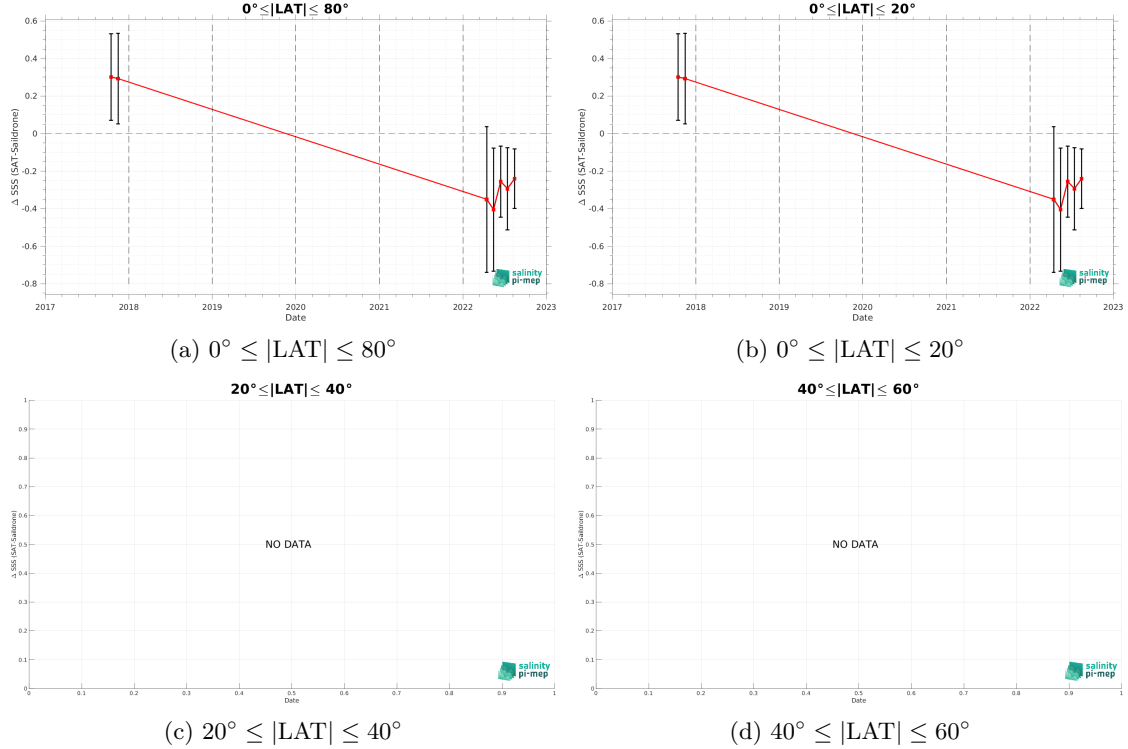 0°≤|LAT|≤ 80°
0.6
0.4
0.2
0
-0.2
-0.4
-0.6
-0.8
Δ SSS (SAT-Saildrone)
2017 2018 2019 2020 2021 2022 2023
Date
salinity
pi-mep
(a) 0° ≤ |LAT| ≤ 80°
0°≤|LAT|≤ 20°
0.6
0.4
0.2
0
-0.2
-0.4
-0.6
-0.8
Δ SSS (SAT-Saildrone)
2017 2018 2019 2020 2021 2022 2023
Date
salinity
pi-mep
(b) 0° ≤ |LAT| ≤ 20°
20°≤|LAT|≤ 40°
1
0.9
0.8
0.7
0.6
0.5
0.4
0.3
0.2
0.1
0
Δ SSS (SAT-Saildrone)
NO DATA
0 0.1 0.2 0.3 0.4 0.5 0.6 0.7 0.8 0.9 1
Date
salinity
pi-mep
(c) 20° ≤ |LAT| ≤ 40°
40°≤|LAT|≤ 60°
1
0.9
0.8
0.7
0.6
0.5
0.4
0.3
0.2
0.1
0
Δ SSS (SAT-Saildrone)
NO DATA
0 0.1 0.2 0.3 0.4 0.5 0.6 0.7 0.8 0.9 1
Date
salinity
pi-mep
(d) 40° ≤ |LAT| ≤ 60°